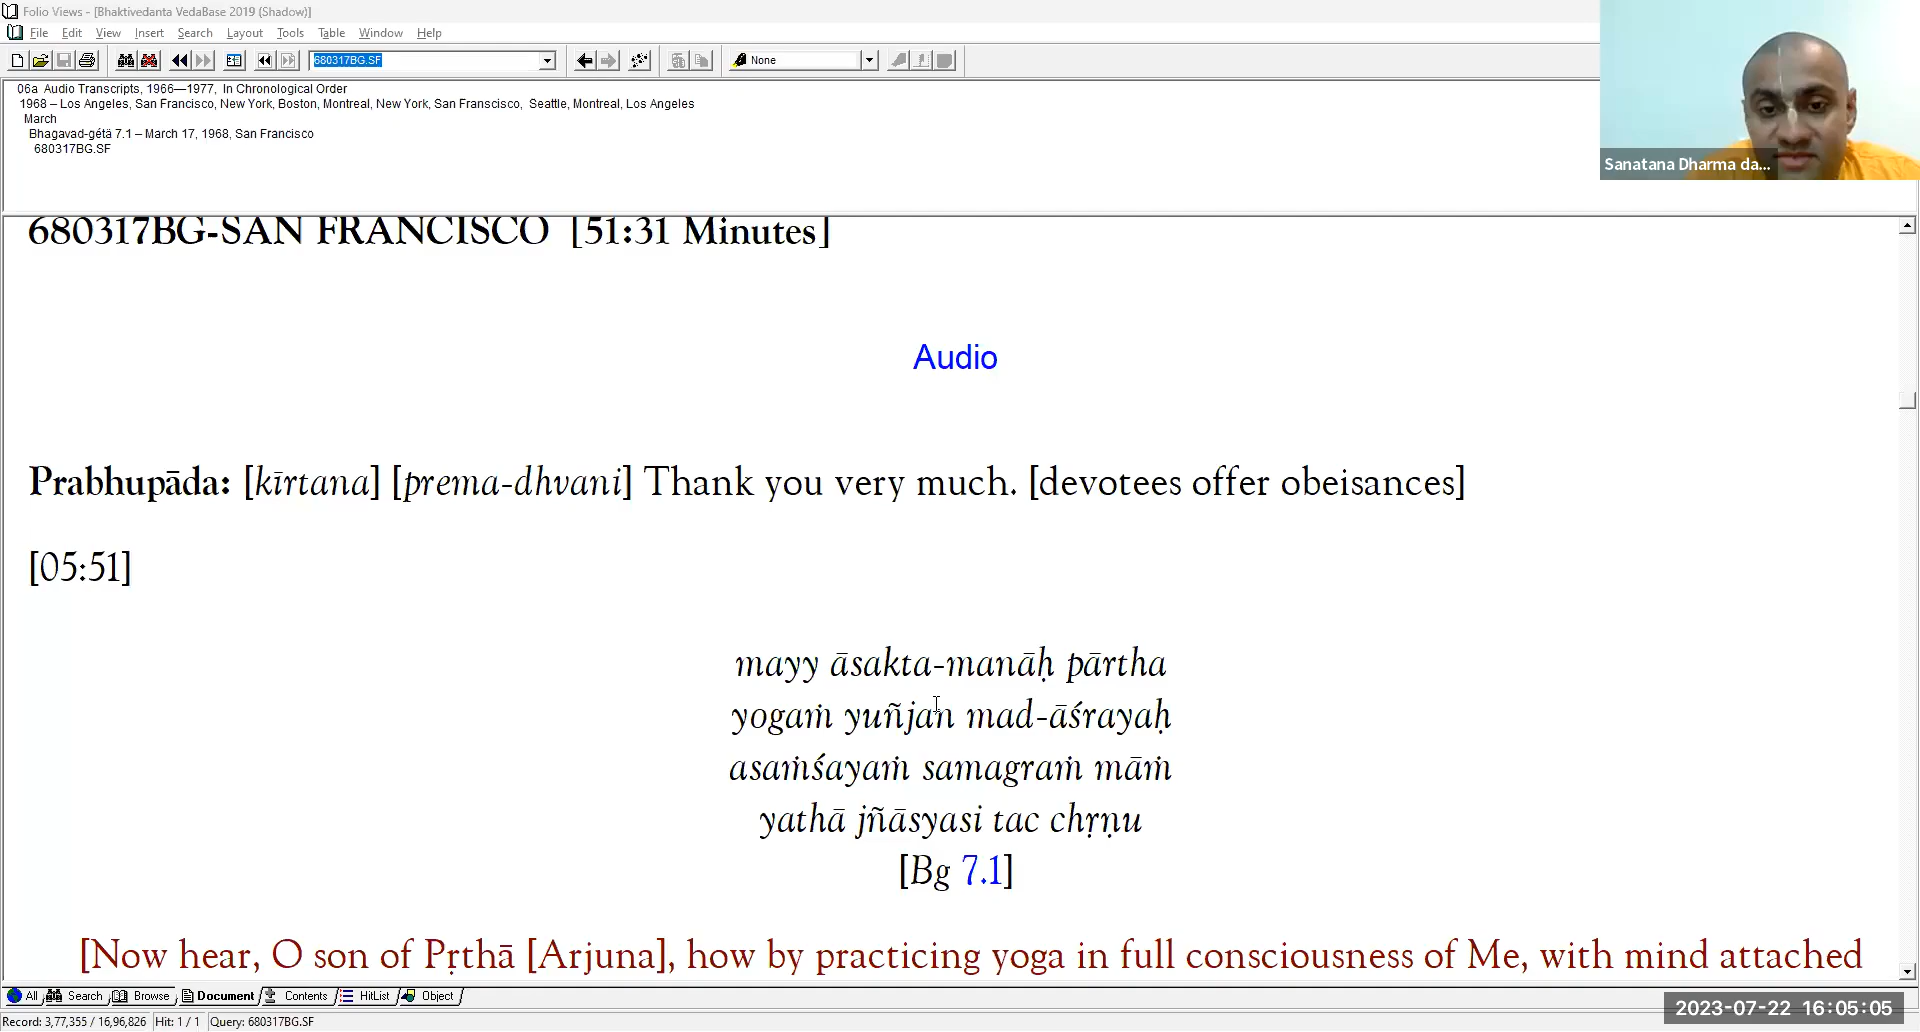 Folio Views - [Bhaktivedanta VedaBase 2019 (Shadow)]
File Edit View Insert Search Layout Tools Table Window Help
680317BG.SF None
06a Audio Transcripts, 1966—1977, In Chronological Order
1968 – Los Angeles, San Francisco, New York, Boston, Montreal, New York, San Franscisco, Seattle, Montreal, Los Angeles
March
Bhagavad-gétä 7.1 – March 17, 1968, San Francisco
680317BG.SF
Sanatana Dharma da...
680317BG-SAN FRANCISCO [51:31 Minutes]
Audio
Prabhupāda: [kīrtana] [prema-dhvani] Thank you very much. [devotees offer obeisances]
[05:51]
mayy āsakta-manāḥ pārtha
yogaṁ yuñjan mad-āśrayaḥ
asaṁśayaṁ samagraṁ māṁ
yathā jñāsyasi tac chṛṇu
[Bg 7.1]
[Now hear, O son of Pṛthā [Arjuna], how by practicing yoga in full consciousness of Me, with mind attached
All Search Browse Document Contents HitList Object
Record: 3,77,355 / 16,96,826 Hit: 1 / 1 Query: 680317BG.SF
2023-07-22 16:05:05